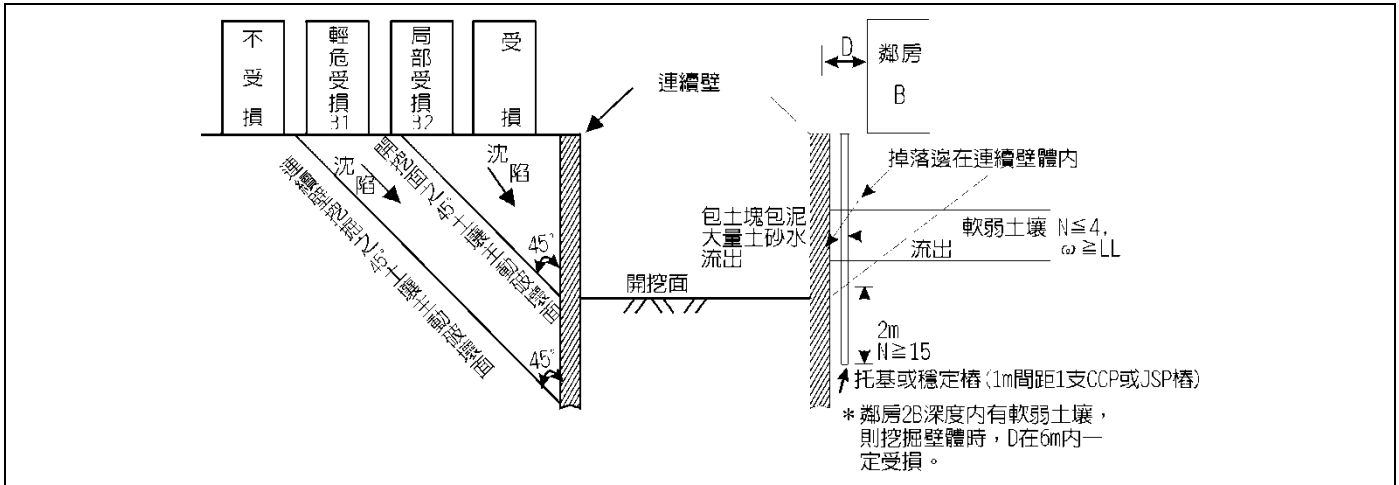 不受損
輕危受損
B1
局部受損
B2
受損
沈陷
沈陷
開挖面之45°土壤主動破壞面
連續壁挖掘之45°土壤主動破壞面
45°
45°
連續壁
開挖面
包土塊包泥
大量土砂水
流出
D
鄰房
B
掉落邊在連續壁體內
軟弱土壤 N≦4,
ω≧LL
流出
2m
N≧15
托基或穩定樁(1m間距1支CCP或JSP樁)
*鄰房2B深度內有軟弱土壤，
則挖掘壁體時，D在6m內一
定受損。